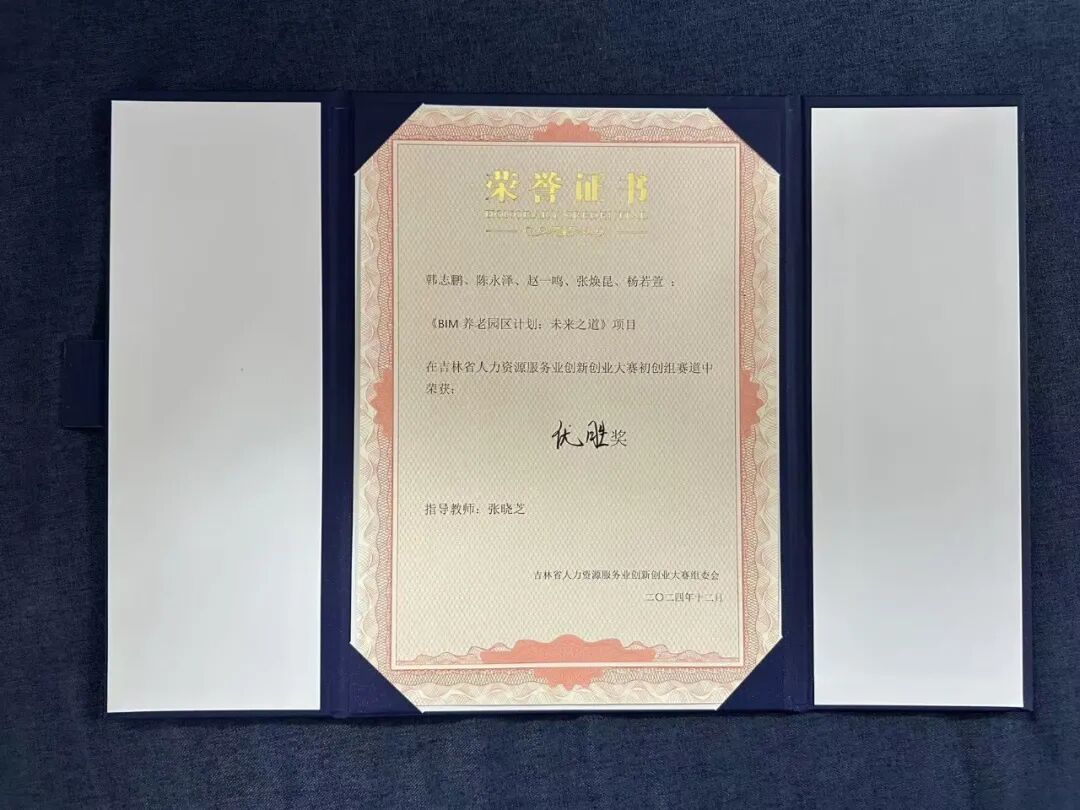 荣誉证书
HONORARY CREDENTIAL
韩志鹏、陈永泽、赵一鸣、张焕昆、杨若萱：
《BIM 养老园区计划：未来之道》项目
在吉林省人力资源服务业创新创业大赛初创组赛道中
荣获：
优胜奖
指导教师：张晓芝
吉林省人力资源服务业创新创业大赛组委会
二〇二四年十二月